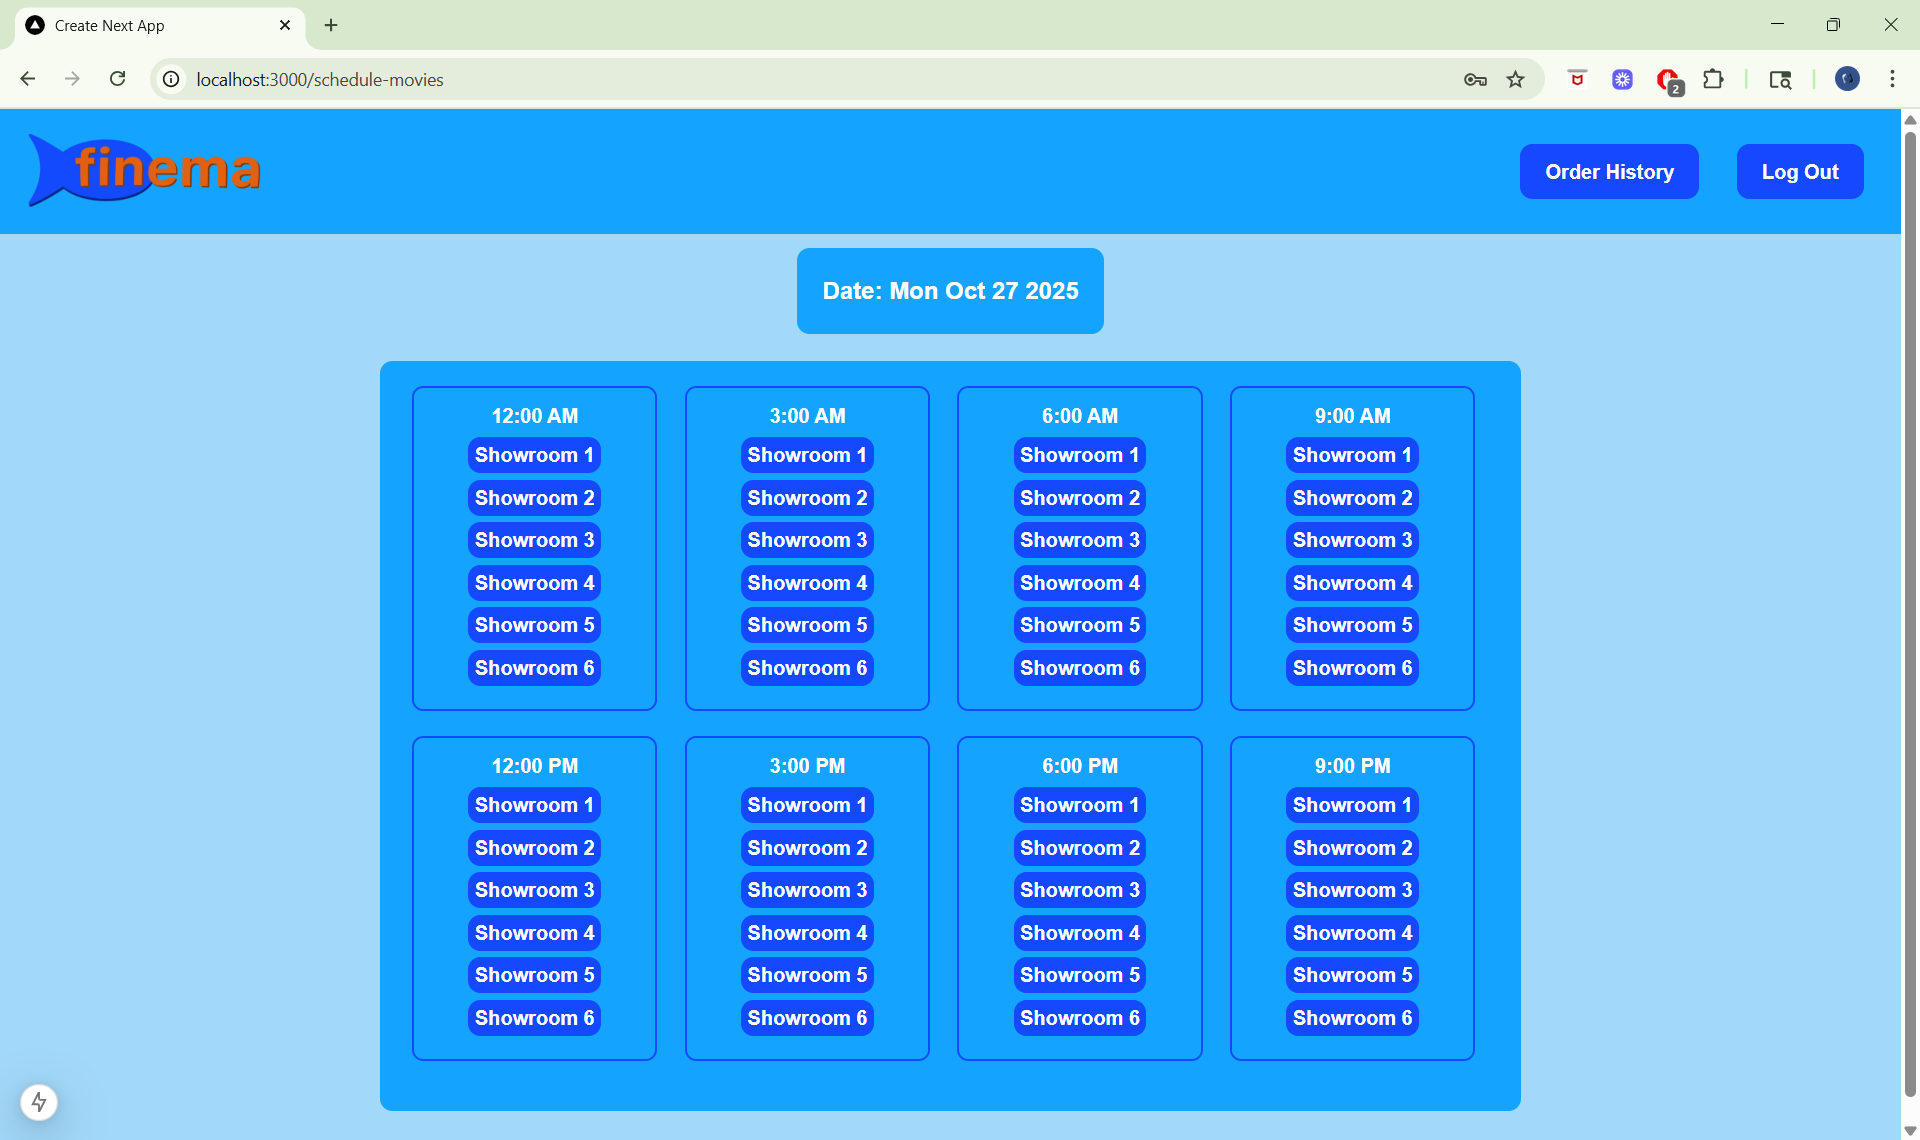 Create Next App
localhost:3000/schedule-movies
2
finema
Order History
Log Out
Date: Mon Oct 27 2025
12:00 AM
Showroom 1
Showroom 2
Showroom 3
Showroom 4
Showroom 5
Showroom 6
3:00 AM
Showroom 1
Showroom 2
Showroom 3
Showroom 4
Showroom 5
Showroom 6
6:00 AM
Showroom 1
Showroom 2
Showroom 3
Showroom 4
Showroom 5
Showroom 6
9:00 AM
Showroom 1
Showroom 2
Showroom 3
Showroom 4
Showroom 5
Showroom 6
12:00 PM
Showroom 1
Showroom 2
Showroom 3
Showroom 4
Showroom 5
Showroom 6
3:00 PM
Showroom 1
Showroom 2
Showroom 3
Showroom 4
Showroom 5
Showroom 6
6:00 PM
Showroom 1
Showroom 2
Showroom 3
Showroom 4
Showroom 5
Showroom 6
9:00 PM
Showroom 1
Showroom 2
Showroom 3
Showroom 4
Showroom 5
Showroom 6